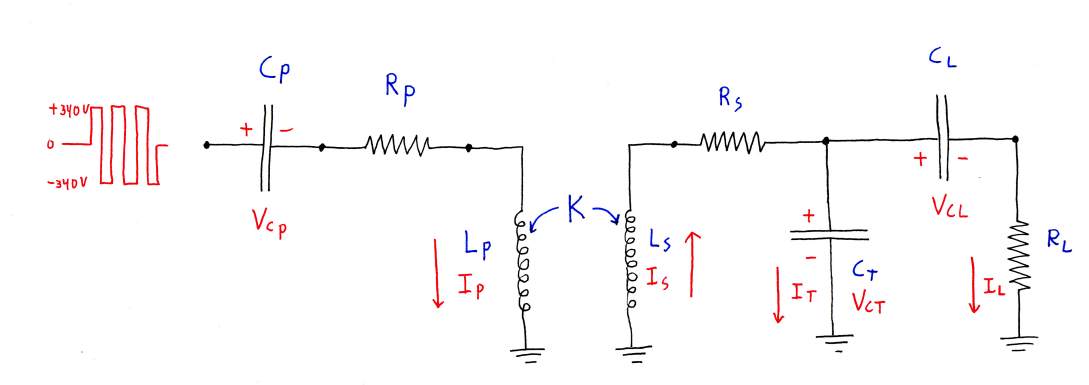 +340V
0
-340V
CP
+ -
VCP
RP
LP
IP
K
LS
IS
RS
+
-
CT
VCT
IT
CL
+ -
VCL
RL
IL